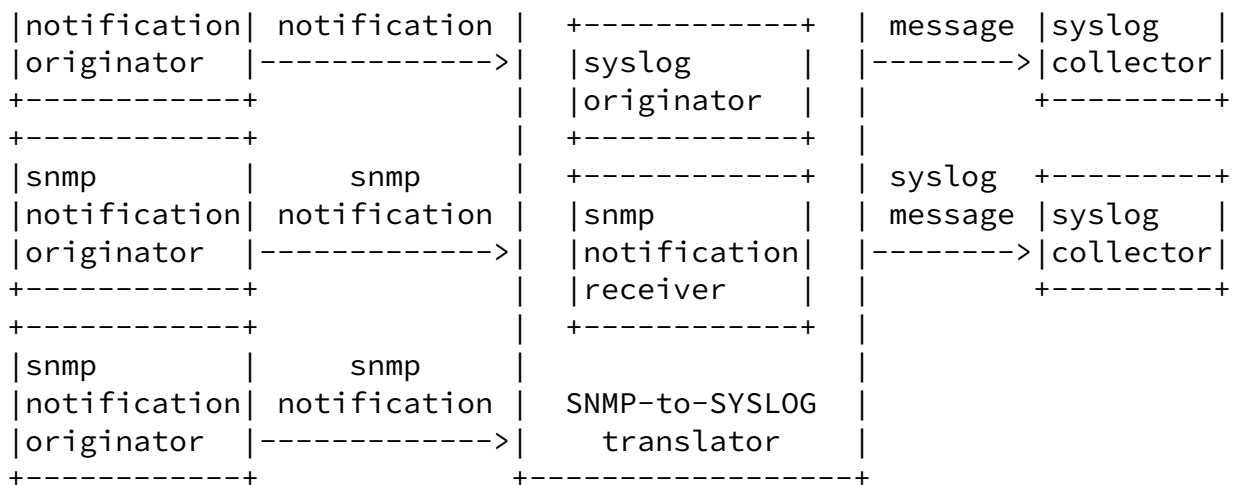 |notification| notification |  +------------+  | message |syslog   |
|originator  |------------->|  |syslog      |  |-------->|collector|
+------------+              |  |originator  |  |         +---------+
+------------+              |  +------------+  |
|snmp        |     snmp     |  +------------+  | syslog  +---------+
|notification| notification |  |snmp        |  | message |syslog   |
|originator  |------------->|  |notification|  |-------->|collector|
+------------+              |  |receiver    |  |         +---------+
+------------+              |  +------------+  |
|snmp        |     snmp     |                  |
|notification| notification |  SNMP-to-SYSLOG  |
|originator  |------------->|    translator    |
+------------+              +------------------+